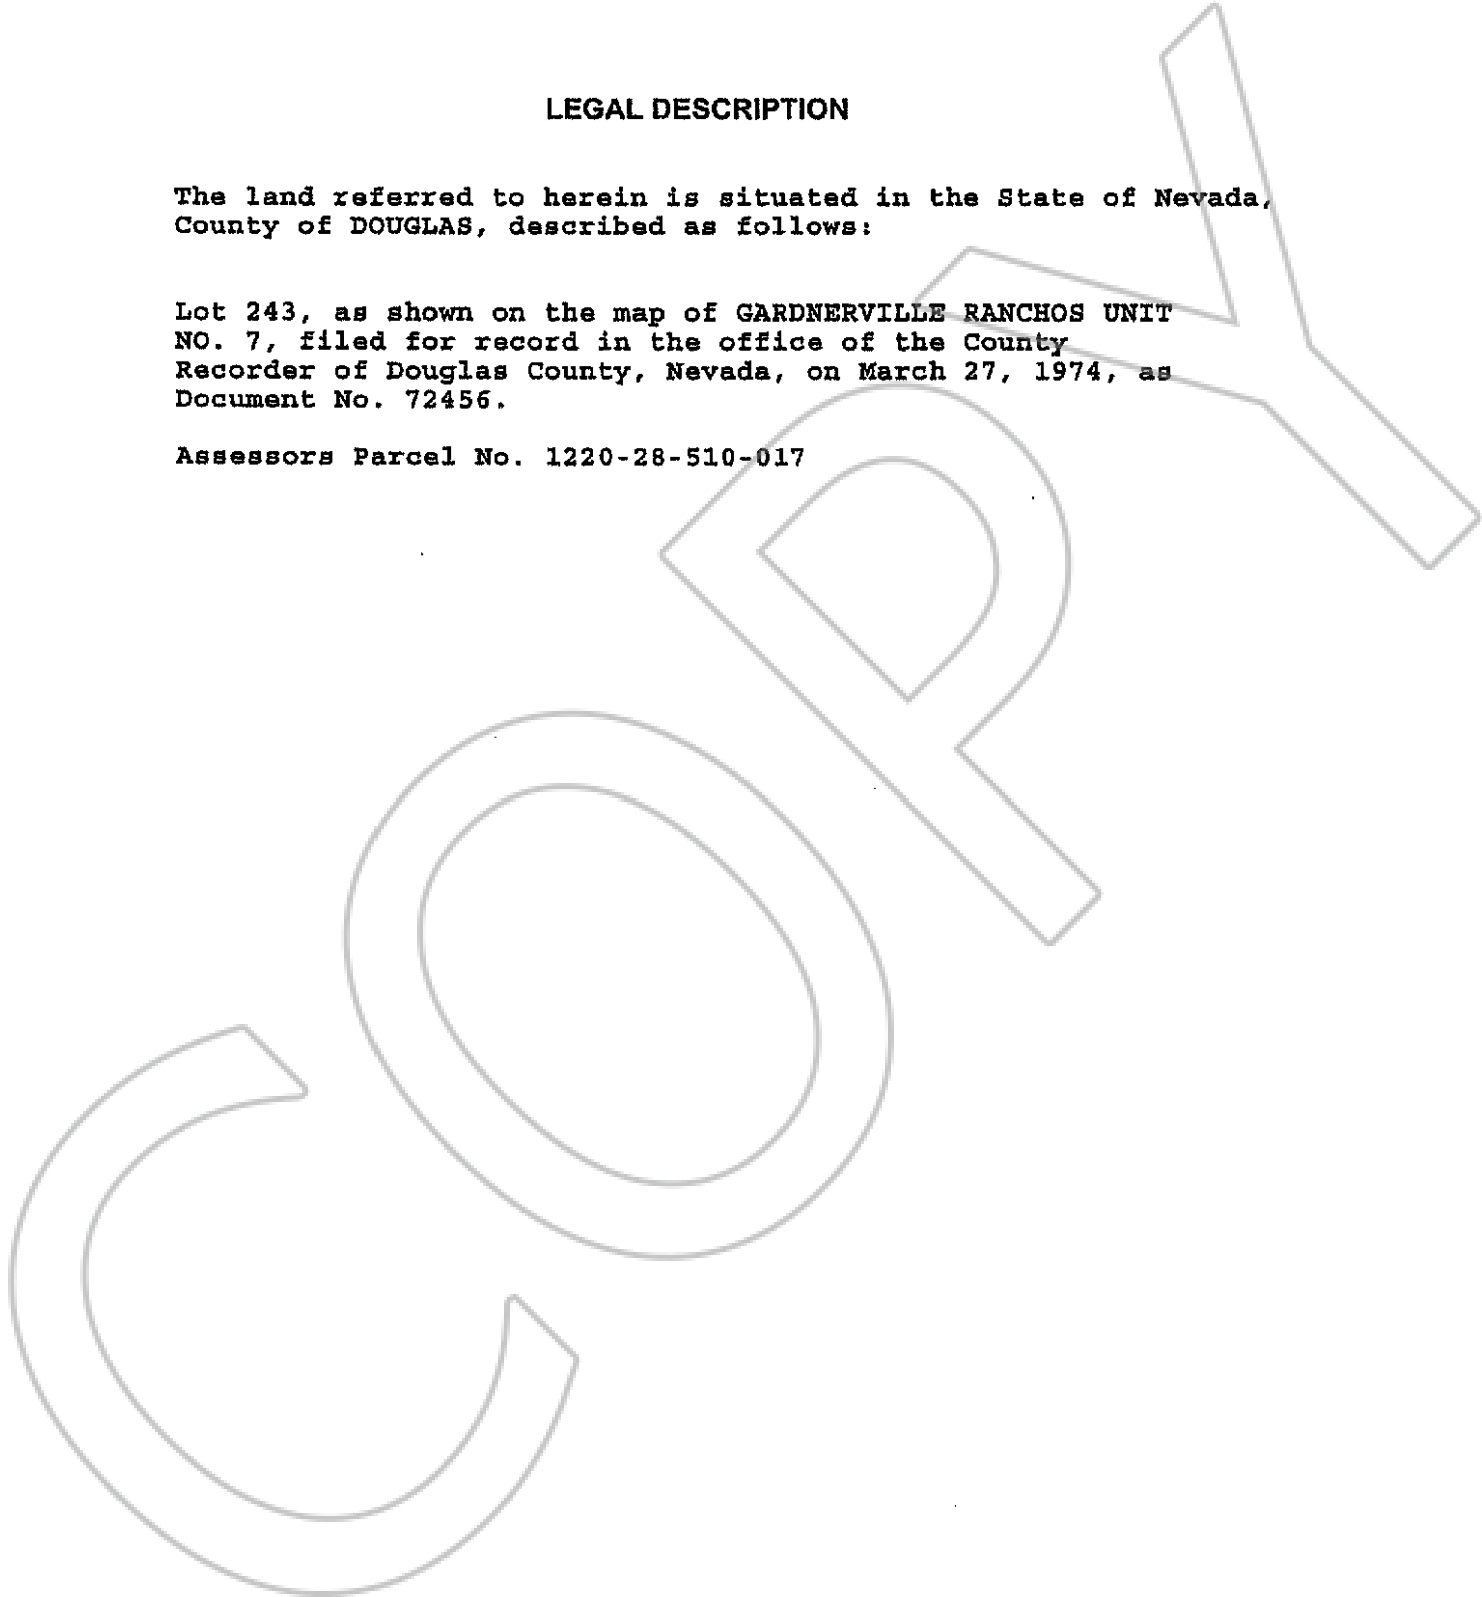 LEGAL DESCRIPTION
The land referred to herein is situated in the State of Nevada,
County of DOUGLAS, described as follows:
Lot 243, as shown on the map of GARDNERVILLE RANCHOS UNIT
NO. 7, filed for record in the office of the County
Recorder of Douglas County, Nevada, on March 27, 1974, as
Document No. 72456.
Assessors Parcel No. 1220-28-510-017
COPY